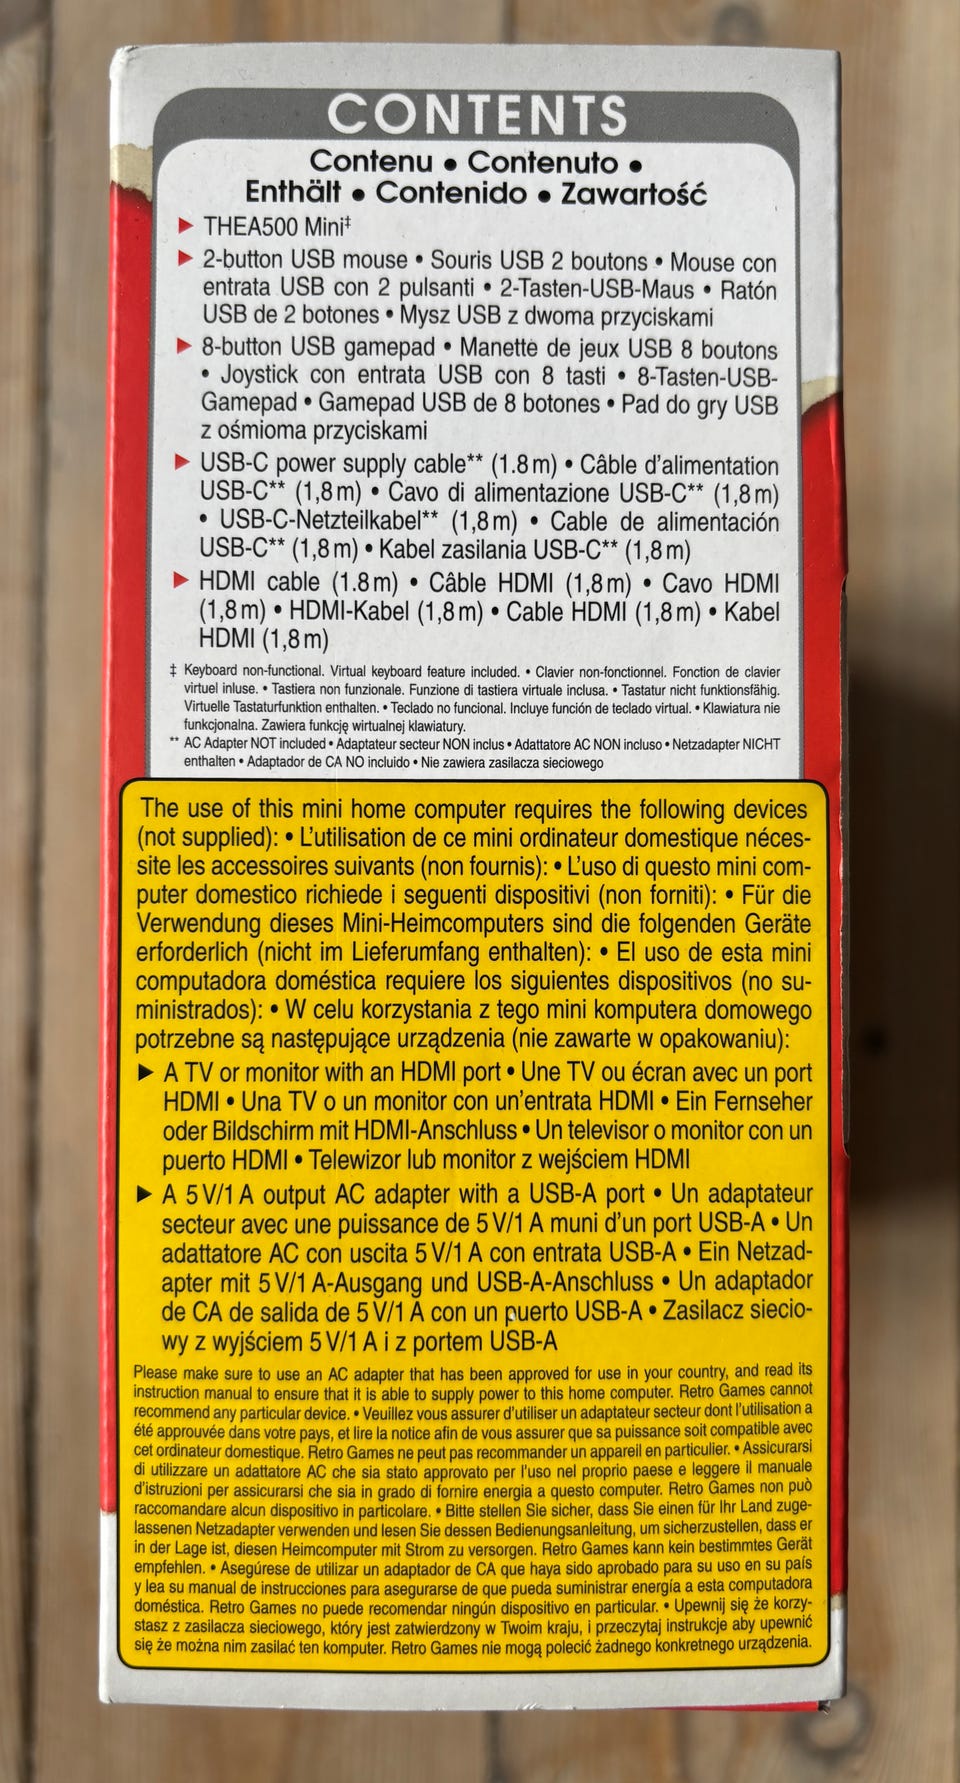 CONTENTS
Contenu • Contenuto •
Enthält • Contenido • Zawartość
► THEA500 Mini‡
► 2-button USB mouse • Souris USB 2 boutons • Mouse con
entrata USB con 2 pulsanti • 2-Tasten-USB-Maus • Ratón
USB de 2 botones • Mysz USB z dwoma przyciskami
► 8-button USB gamepad • Manette de jeux USB 8 boutons
• Joystick con entrata USB con 8 tasti • 8-Tasten-USB-
Gamepad • Gamepad USB de 8 botones • Pad do gry USB
z ośmioma przyciskami
► USB-C power supply cable** (1.8 m) • Câble d'alimentation
USB-C** (1,8 m) • Cavo di alimentazione USB-C** (1,8 m)
• USB-C-Netzteilkabel** (1,8 m) • Cable de alimentación
USB-C** (1,8 m) • Kabel zasilania USB-C** (1,8 m)
► HDMI cable (1.8 m) • Câble HDMI (1,8 m) • Cavo HDMI
(1,8 m) • HDMI-Kabel (1,8 m) • Cable HDMI (1,8 m) • Kabel
HDMI (1,8 m)
‡ Keyboard non-functional. Virtual keyboard feature included. • Clavier non-fonctionnel. Fonction de clavier
virtuel inluse. • Tastiera non funzionale. Funzione di tastiera virtuale inclusa. • Tastatur nicht funktionsfähig.
Virtuelle Tastaturfunktion enthalten. • Teclado no funcional. Incluye función de teclado virtual. • Klawiatura nie
funkcjonalna. Zawiera funkcję wirtualnej klawiatury.
** AC Adapter NOT included • Adaptateur secteur NON inclus • Adattatore AC NON incluso • Netzadapter NICHT
enthalten • Adaptador de CA NO incluido • Nie zawiera zasilacza sieciowego
The use of this mini home computer requires the following devices
(not supplied): • L'utilisation de ce mini ordinateur domestique néces-
site les accessoires suivants (non fournis): • L'uso di questo mini com-
puter domestico richiede i seguenti dispositivi (non forniti): • Für die
Verwendung dieses Mini-Heimcomputers sind die folgenden Geräte
erforderlich (nicht im Lieferumfang enthalten): • El uso de esta mini
computadora doméstica requiere los siguientes dispositivos (no su-
ministrados): • W celu korzystania z tego mini komputera domowego
potrzebne są następujące urządzenia (nie zawarte w opakowaniu):
► A TV or monitor with an HDMI port • Une TV ou écran avec un port
HDMI • Una TV o un monitor con un'entrata HDMI • Ein Fernseher
oder Bildschirm mit HDMI-Anschluss • Un televisor o monitor con un
puerto HDMI • Telewizor lub monitor z wejściem HDMI
► A 5 V/1 A output AC adapter with a USB-A port • Un adaptateur
secteur avec une puissance de 5 V/1 A muni d'un port USB-A • Un
adattatore AC con uscita 5 V/1 A con entrata USB-A • Ein Netzad-
apter mit 5 V/1 A-Ausgang und USB-A-Anschluss • Un adaptador
de CA de salida de 5 V/1 A con un puerto USB-A • Zasilacz siecio-
wy z wyjściem 5 V/1 A i z portem USB-A
Please make sure to use an AC adapter that has been approved for use in your country, and read its
instruction manual to ensure that it is able to supply power to this home computer. Retro Games cannot
recommend any particular device. • Veuillez vous assurer d'utiliser un adaptateur secteur dont l'utilisation a
été approuvée dans votre pays, et lire la notice afin de vous assurer que sa puissance soit compatible avec
cet ordinateur domestique. Retro Games ne peut pas recommander un appareil en particulier. • Assicurarsi
di utilizzare un adattatore AC che sia stato approvato per l'uso nel proprio paese e leggere il manuale
d'istruzioni per assicurarsi che sia in grado di fornire energia a questo computer. Retro Games non può
raccomandare alcun dispositivo in particolare. • Bitte stellen Sie sicher, dass Sie einen für Ihr Land zuge-
lassenen Netzadapter verwenden und lesen Sie dessen Bedienungsanleitung, um sicherzustellen, dass er
in der Lage ist, diesen Heimcomputer mit Strom zu versorgen. Retro Games kann kein bestimmtes Gerät
empfehlen. • Asegúrese de utilizar un adaptador de CA que haya sido aprobado para su uso en su país
y lea su manual de instrucciones para asegurarse de que pueda suministrar energía a esta computadora
doméstica. Retro Games no puede recomendar ningún dispositivo en particular. • Upewnij się że korzy-
stasz z zasilacza sieciowego, który jest zatwierdzony w Twoim kraju, i przeczytaj instrukcje aby upewnić
się że można nim zasilać ten komputer. Retro Games nie mogą polecić żadnego konkretnego urządzenia.